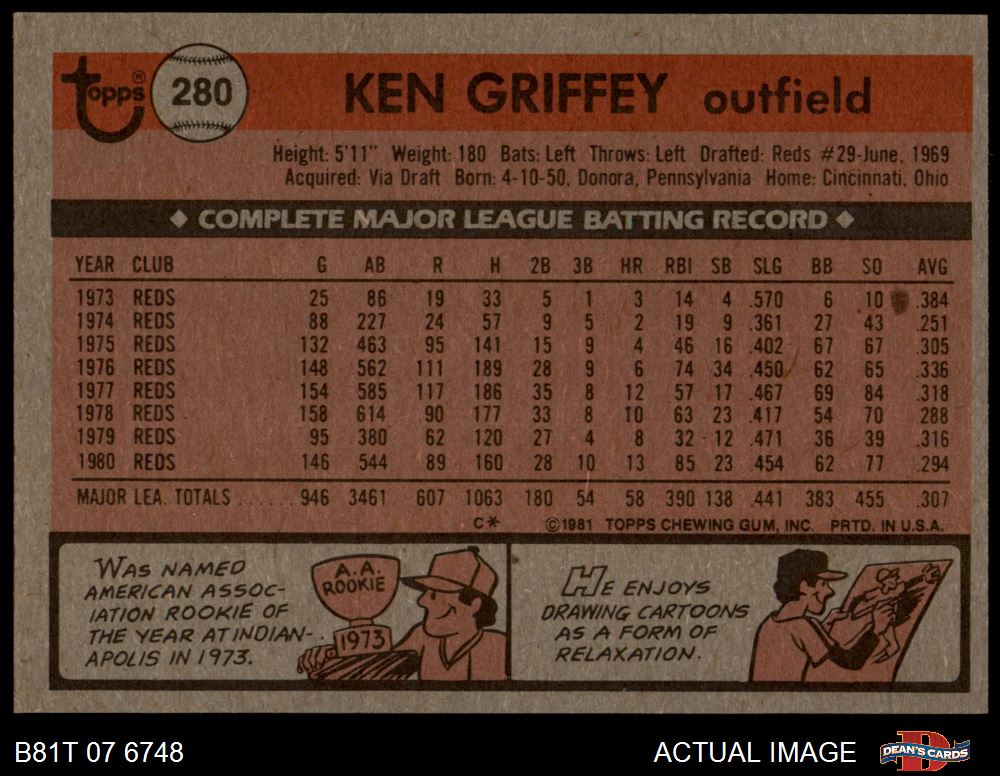 Topps® 280 KEN GRIFFEY outfield
Height: 5'11" Weight: 180 Bats: Left Throws: Left Drafted: Reds #29-June, 1969
Acquired: Via Draft Born: 4-10-50, Donora, Pennsylvania Home: Cincinnati, Ohio
◆ COMPLETE MAJOR LEAGUE BATTING RECORD ◆
YEAR CLUB G AB R H 2B 3B HR RBI SB SLG BB SO AVG
1973 REDS 25 86 19 33 5 1 3 14 4 .570 6 10 .384
1974 REDS 88 227 24 57 9 5 2 19 9 .361 27 43 .251
1975 REDS 132 463 95 141 15 9 4 46 16 .402 67 67 .305
1976 REDS 148 562 111 189 28 9 6 74 34 .450 62 65 .336
1977 REDS 154 585 117 186 35 8 12 57 17 .467 69 84 .318
1978 REDS 158 614 90 177 33 8 10 63 23 .417 54 70 .288
1979 REDS 95 380 62 120 27 4 8 32 12 .471 36 39 .316
1980 REDS 146 544 89 160 28 10 13 85 23 .454 62 77 .294
MAJOR LEA. TOTALS ...... 946 3461 607 1063 180 54 58 390 138 .441 383 455 .307
C* ©1981 TOPPS CHEWING GUM, INC. PRTD. IN U.S.A.
WAS NAMED
AMERICAN ASSOC-
IATION ROOKIE OF
THE YEAR AT INDIAN-
APOLIS IN 1973.
A.A.
ROOKIE
1973
HE ENJOYS
DRAWING CARTOONS
AS A FORM OF
RELAXATION.
B81T 07 6748 ACTUAL IMAGE DEAN'S CARDS